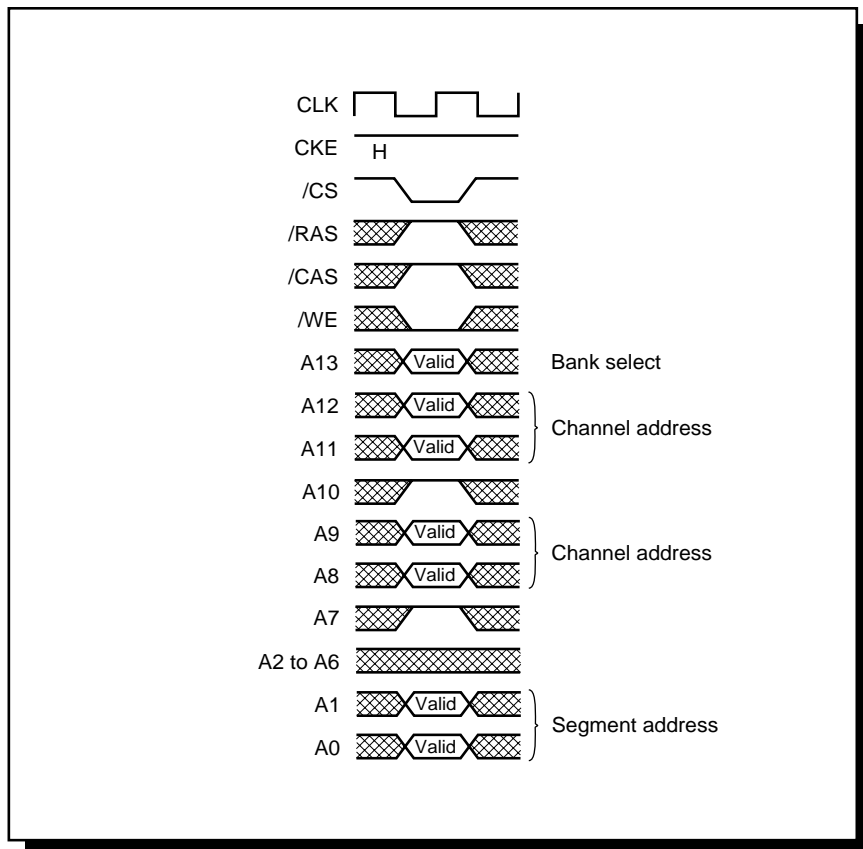 CLK
CKE H
/CS
/RAS
/CAS
/WE
A13 Valid Bank select
A12 Valid
Channel address
A11 Valid
A10
A9 Valid
Channel address
A8 Valid
A7
A2 to A6
A1 Valid
Segment address
A0 Valid